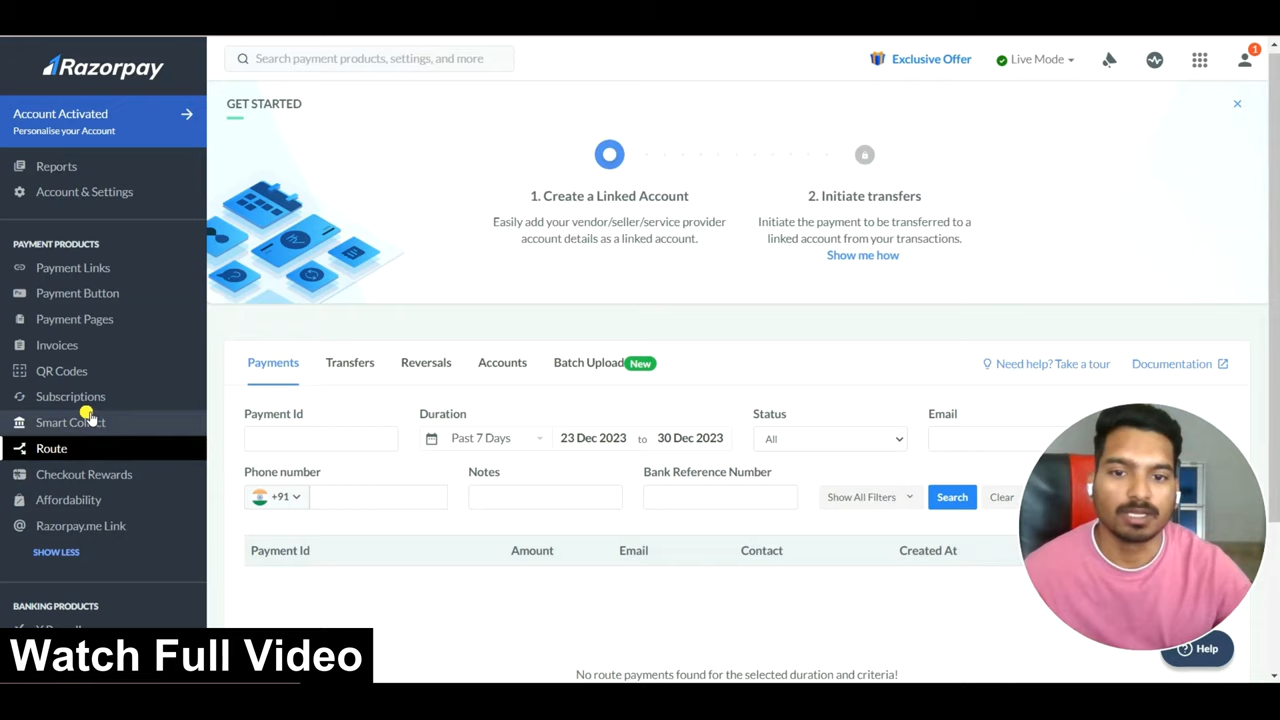 Razorpay
Search payment products, settings, and more
Exclusive Offer
Live Mode
1
Account Activated
Personalise your Account
Reports
Account & Settings
PAYMENT PRODUCTS
Payment Links
Payment Button
Payment Pages
Invoices
QR Codes
Subscriptions
Smart Collect
Route
Checkout Rewards
Affordability
Razorpay.me Link
SHOW LESS
BANKING PRODUCTS
GET STARTED
1. Create a Linked Account
Easily add your vendor/seller/service provider
account details as a linked account.
2. Initiate transfers
Initiate the payment to be transferred to a
linked account from your transactions.
Show me how
Payments Transfers Reversals Accounts Batch Upload New
Need help? Take a tour Documentation
Payment Id Duration Status Email
Past 7 Days 23 Dec 2023 to 30 Dec 2023 All
Phone number Notes Bank Reference Number
+91 Show All Filters Search Clear
Payment Id Amount Email Contact Created At
No route payments found for the selected duration and criteria!
Help
Watch Full Video